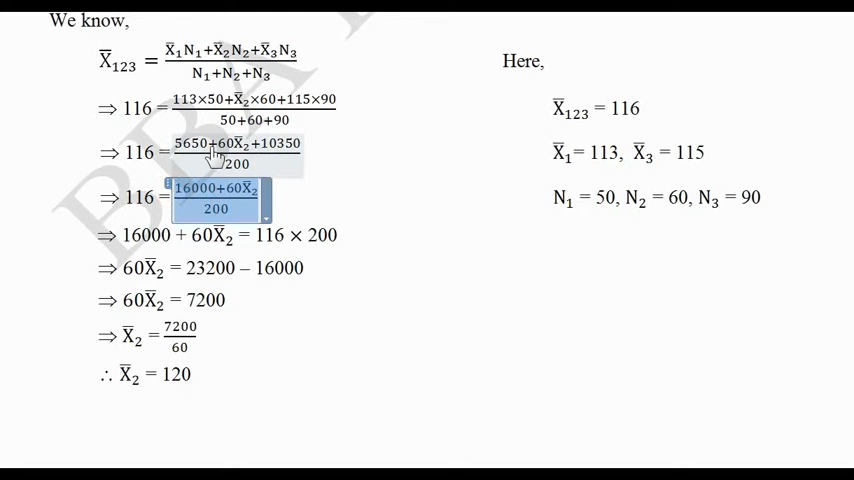 We know,
X̅₁₂₃ = (X̅₁N₁+X̅₂N₂+X̅₃N₃)/(N₁+N₂+N₃)
⇒ 116 = (113×50+X̅₂×60+115×90)/(50+60+90)
⇒ 116 = (5650+60X̅₂+10350)/200
⇒ 116 = (16000+60X̅₂)/200
⇒ 16000 + 60X̅₂ = 116 × 200
⇒ 60X̅₂ = 23200 – 16000
⇒ 60X̅₂ = 7200
⇒ X̅₂ = 7200/60
∴ X̅₂ = 120
Here,
X̅₁₂₃ = 116
X̅₁= 113, X̅₃ = 115
N₁ = 50, N₂ = 60, N₃ = 90
BBA